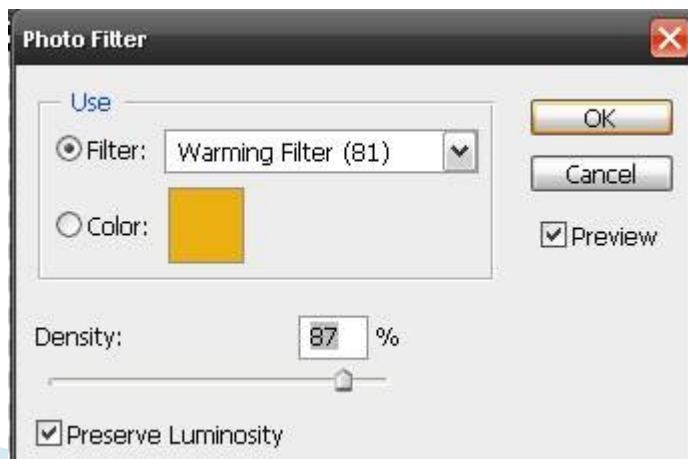 Photo Filter
Use
Filter: Warming Filter (81)
Color:
OK
Cancel
Preview
Density: 87 %
Preserve Luminosity